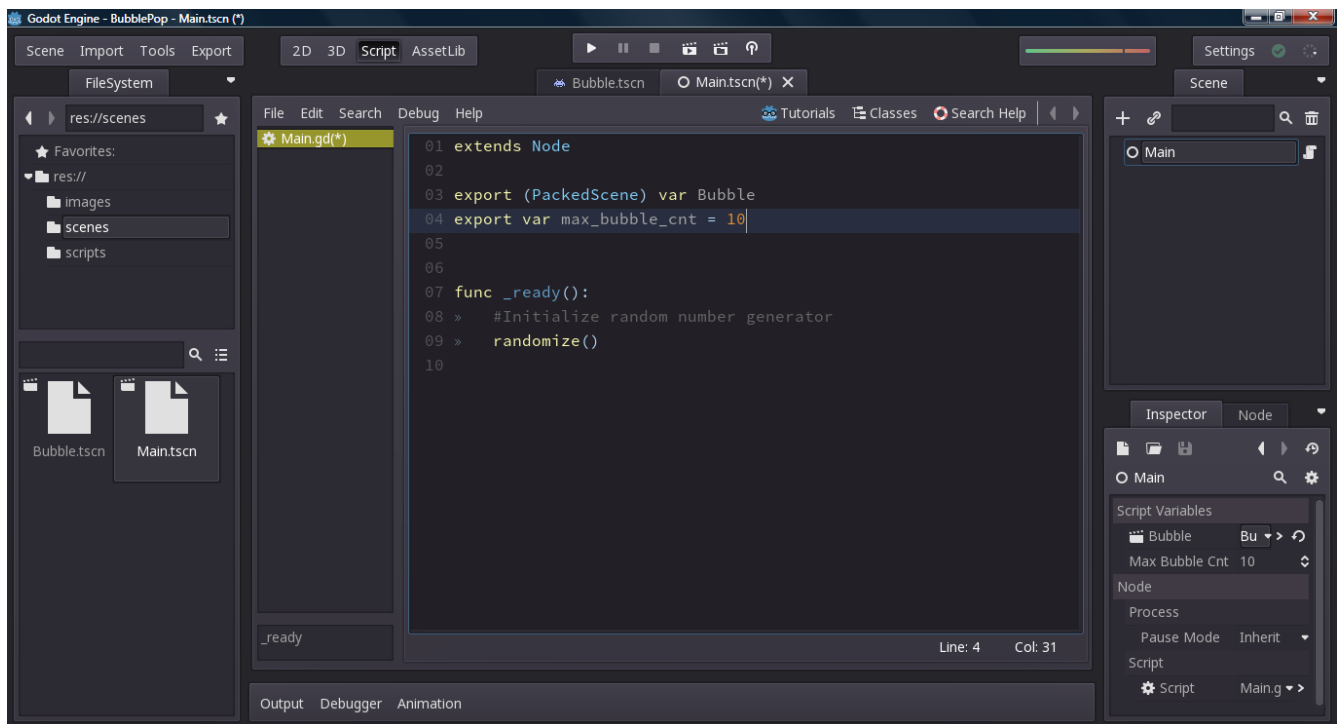 Godot Engine - BubblePop - Main.tscn (*)
Scene Import Tools Export 2D 3D Script AssetLib Settings
FileSystem Bubble.tscn Main.tscn(*) Scene
res://scenes
File Edit Search Debug Help Tutorials Classes Search Help
Favorites:
res://
images
scenes
scripts
Bubble.tscn Main.tscn
Main.gd(*)
_ready
01 extends Node
02
03 export (PackedScene) var Bubble
04 export var max_bubble_cnt = 10
05
06
07 func _ready():
08 » #Initialize random number generator
09 » randomize()
10
Line: 4 Col: 31
Output Debugger Animation
Main
Inspector Node
Main
Script Variables
Bubble Bu
Max Bubble Cnt 10
Node
Process
Pause Mode Inherit
Script
Script Main.g